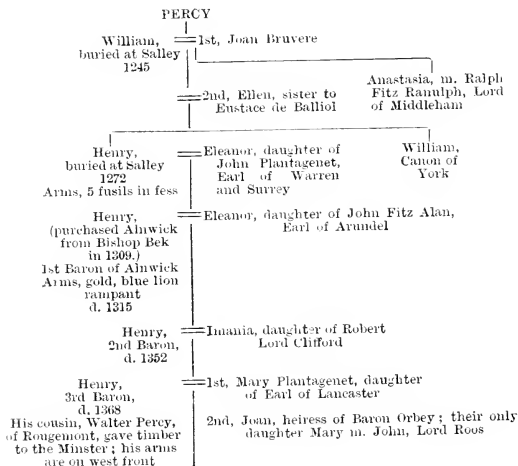 PERCY
William, buried at Salley 1245
1st, Joan Bruvere
Anastasia, m. Ralph
Fitz Ranulph, Lord
of Middleham
2nd, Ellen, sister to
Eustace de Balliol
Henry,
buried at Salley
1272
Arms, 5 fusils in fess
Eleanor, daughter of
John Plantagenet,
Earl of Warren
and Surrey
William,
Canon of
York
Henry,
(purchased Alnwick
from Bishop Bek
in 1309.)
1st Baron of Alnwick
Arms, gold, blue lion
rampant
d. 1315
Eleanor, daughter of John Fitz Alan,
Earl of Arundel
Henry,
2nd Baron,
d. 1352
Imania, daughter of Robert
Lord Clifford
Henry,
3rd Baron,
d. 1368
His cousin, Walter Percy,
of Rougemont, gave timber
to the Minster; his arms
are on west front
1st, Mary Plantagenet, daughter
of Earl of Lancaster
2nd, Joan, heiress of Baron Orbey; their only
daughter Mary m. John, Lord Roos